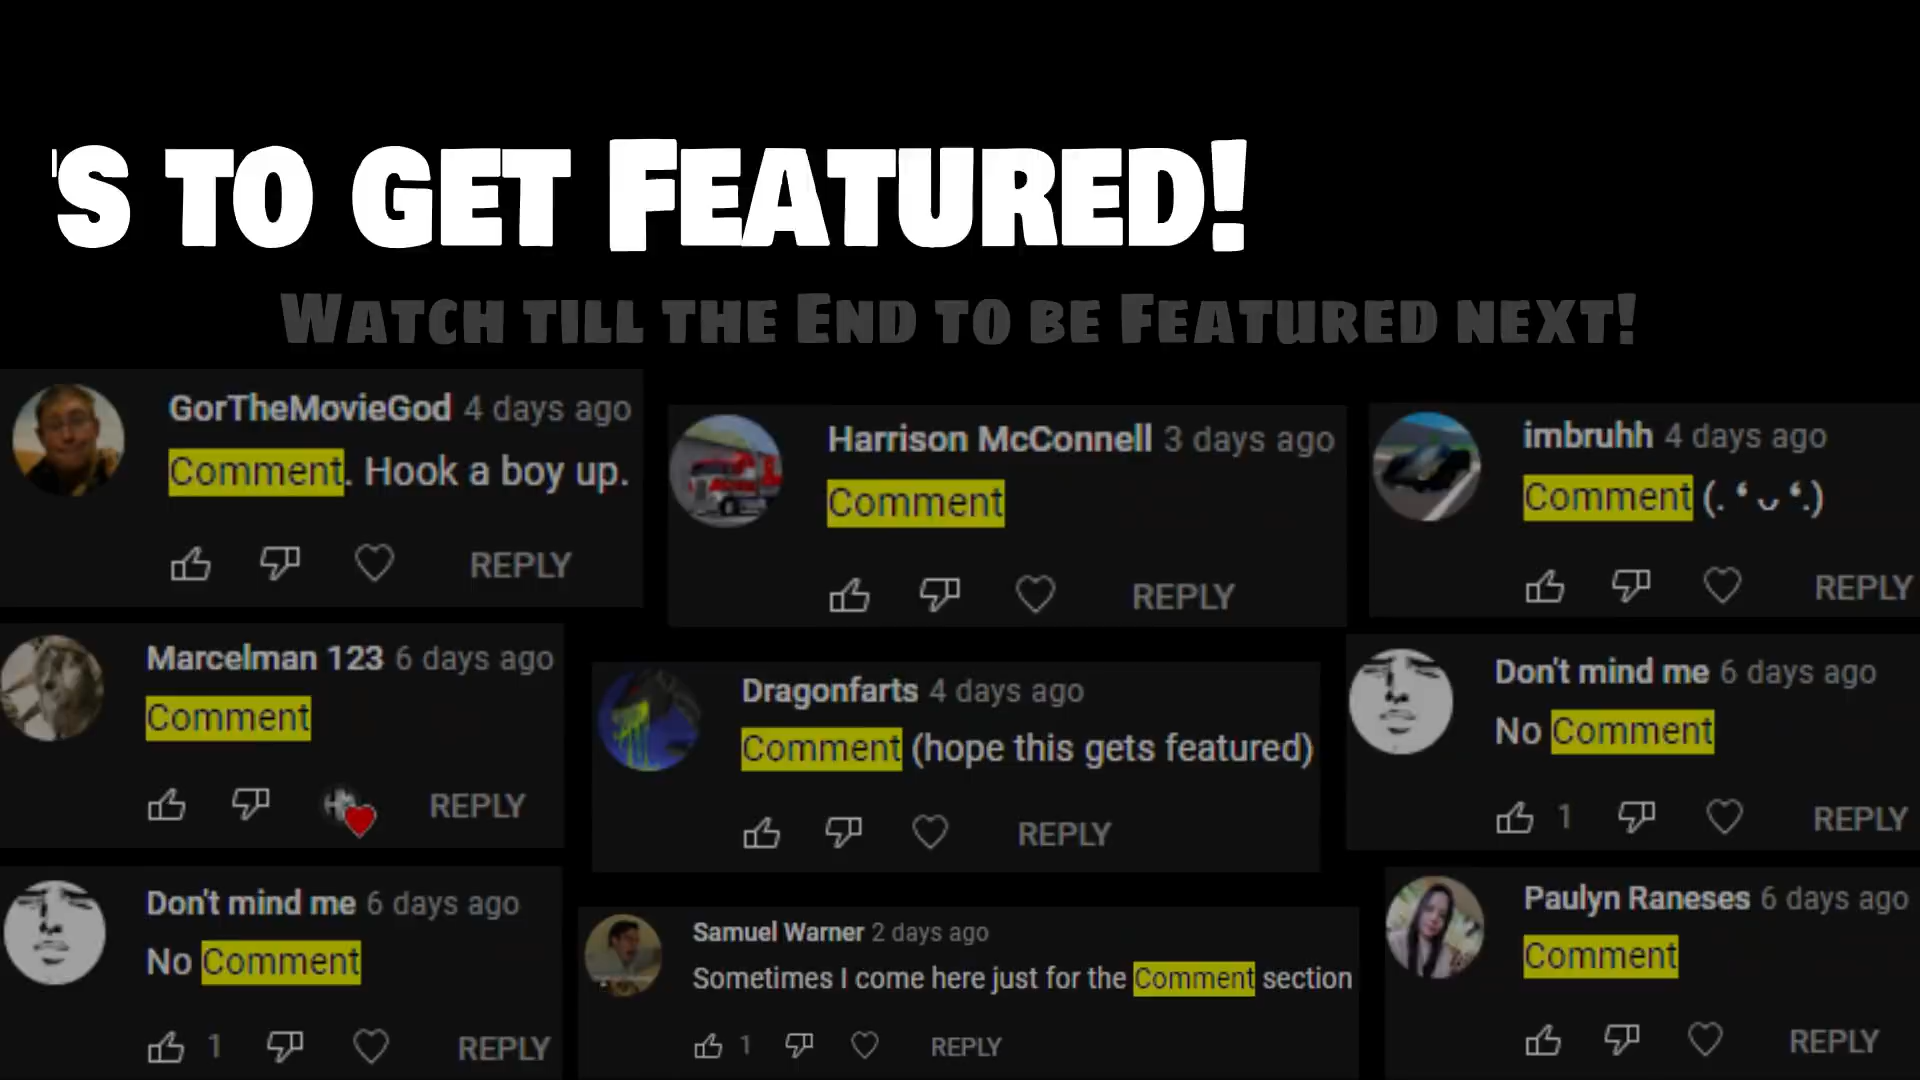 'S TO GET FEATURED!
WATCH TILL THE END TO BE FEATURED NEXT!
GorTheMovieGod 4 days ago
Comment. Hook a boy up.
REPLY
Harrison McConnell 3 days ago
Comment
REPLY
imbruhh 4 days ago
Comment (. ❛ ᴗ ❛.)
REPLY
Marcelman 123 6 days ago
Comment
REPLY
Dragonfarts 4 days ago
Comment (hope this gets featured)
REPLY
Don't mind me 6 days ago
No Comment
1 REPLY
Don't mind me 6 days ago
No Comment
1 REPLY
Samuel Warner 2 days ago
Sometimes I come here just for the Comment section
1 REPLY
Paulyn Raneses 6 days ago
Comment
REPLY